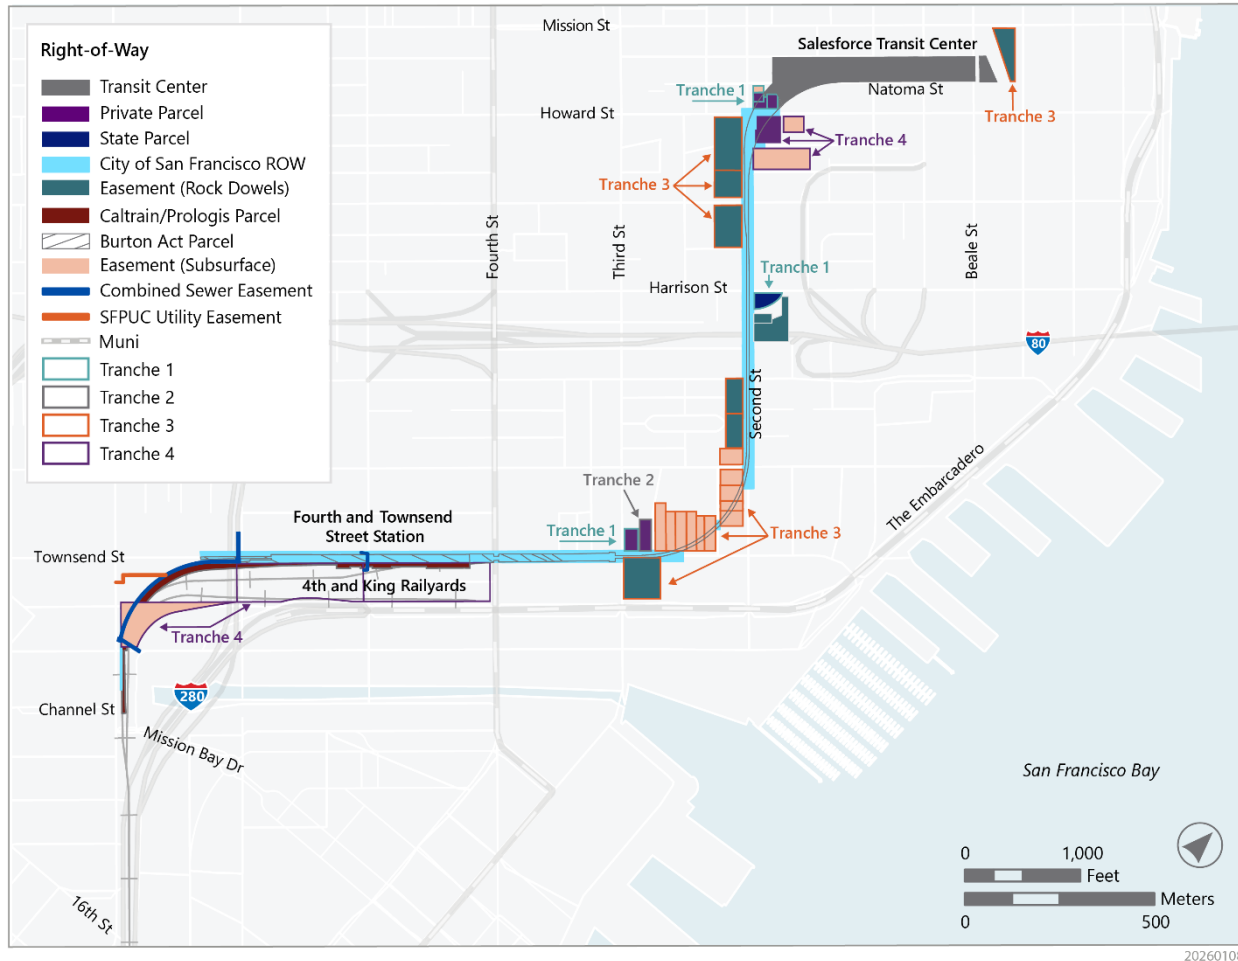 Right-of-Way
Transit Center
Private Parcel
State Parcel
City of San Francisco ROW
Easement (Rock Dowels)
Caltrain/Prologis Parcel
Burton Act Parcel
Easement (Subsurface)
Combined Sewer Easement
SFPUC Utility Easement
Muni
Tranche 1
Tranche 2
Tranche 3
Tranche 4
Mission St
Salesforce Transit Center
Tranche 1
Natoma St
Howard St
Tranche 3
Tranche 4
Tranche 3
Fourth St
Third St
Beale St
Tranche 1
Harrison St
80
Second St
The Embarcadero
Tranche 2
Fourth and Townsend
Street Station
Tranche 1
Tranche 3
Townsend St
4th and King Railyards
Tranche 4
280
Channel St
Mission Bay Dr
San Francisco Bay
16th St
0 1,000
Feet
Meters
0 500